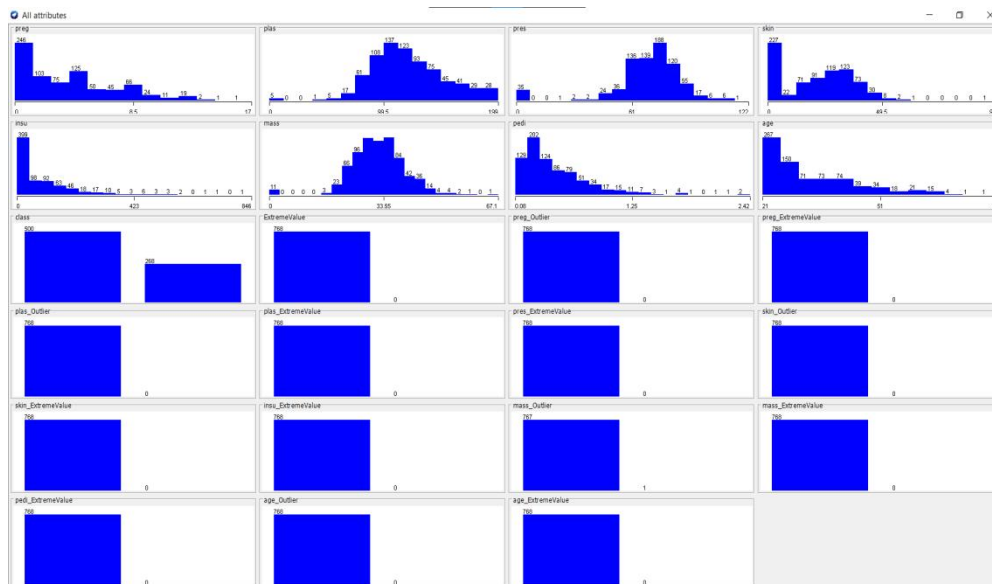 All attributes
preg plas pres skin
246 103 75 125 50 45 66 24 11 19 2 1 1
0 8.5 17
5 0 0 1 5 17 81 108 137 123 93 75 45 41 29 28
0 99.5 199
0 0 1 2 2 24 36 136 139 186 120 55 17 6 6 1
0 61 122
227 22 71 91 119 123 73 30 8 2 1 0 0 0 0 1
0 49.5
insu mass pedi age
399 98 92 63 46 18 17 10 5 3 6 3 3 2 0 1 1 0 1
0 423 846
11 0 0 0 0 2 23 80 96 84 42 36 14 4 4 2 1 0 1
0 33.55 67.1
129 202 124 86 79 51 34 17 15 11 7 3 1 4 1 0 1 1 2
0.08 1.25 2.42
267 150 71 73 74 39 34 18 21 15 4 1 1
21 51
class ExtremeValue preg_Outlier preg_ExtremeValue
500 268
768 0
768 0
768 0
plas_Outlier plas_ExtremeValue pres_ExtremeValue skin_Outlier
768 0
768 0
768 0
768 0
skin_ExtremeValue insu_ExtremeValue mass_Outlier mass_ExtremeValue
768 0
768 0
767 1
768 0
pedi_ExtremeValue age_Outlier age_ExtremeValue
768 0
768 0
768 0